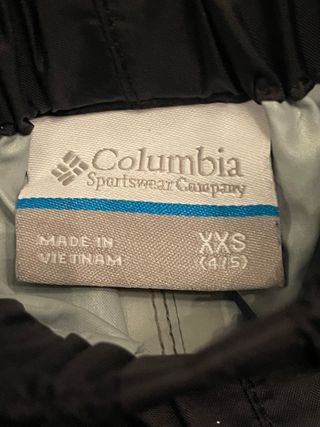 Columbia
Sportswear Company
MADE IN
VIETNAM
XXS
(4/5)